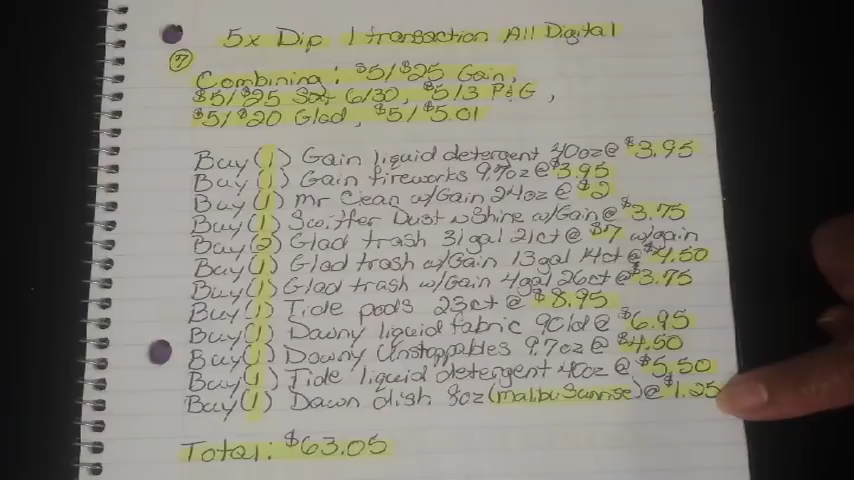 5x Dip 1 transaction All Digital
7
Combining: $5/$25 Gain,
$5/$25 Sat 6/30, $5/3 P&G,
$5/$20 Glad, $5/$5.01
Buy (1) Gain liquid detergent 40oz @ $3.95
Buy (1) Gain fireworks 9.7oz @ $3.95
Buy (1) Mr Clean w/Gain 24oz @ $2
Buy (1) Swiffer Dust n Shine w/Gain @ $3.75
Buy (2) Glad trash 31gal 21ct @ $7 w/gain
Buy (1) Glad trash w/Gain 13gal 14ct @ $4.50
Buy (1) Glad trash w/Gain 4gal 26ct @ $3.75
Buy (1) Tide pods 23ct @ $8.95
Buy (1) Downy liquid fabric 90ld @ $6.95
Buy (1) Downy Unstoppables 9.7oz @ $4.50
Buy (1) Tide liquid detergent 40oz @ $5.50
Buy (1) Dawn dish 8oz (malibu Sunrise) @ $1.25
Total: $63.05